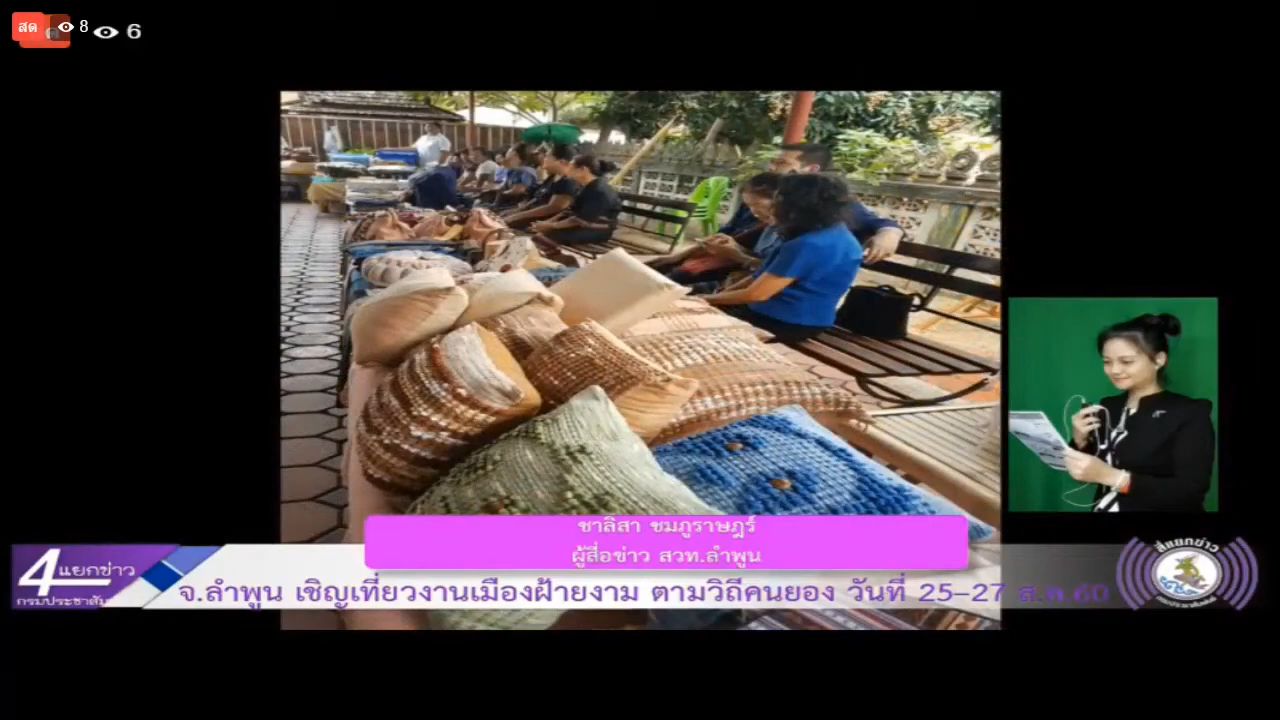 สด 8
6
ชาลิสา ชมภูราษฎร์
ผู้สื่อข่าว สวท.ลำพูน
4แยกข่าว
กรมประชาสัม
จ.ลำพูน เชิญเที่ยวงานเมืองฝ้ายงาม ตามวิถีคนยอง วันที่ 25-27 ส.ค.60
สี่แยกข่าว